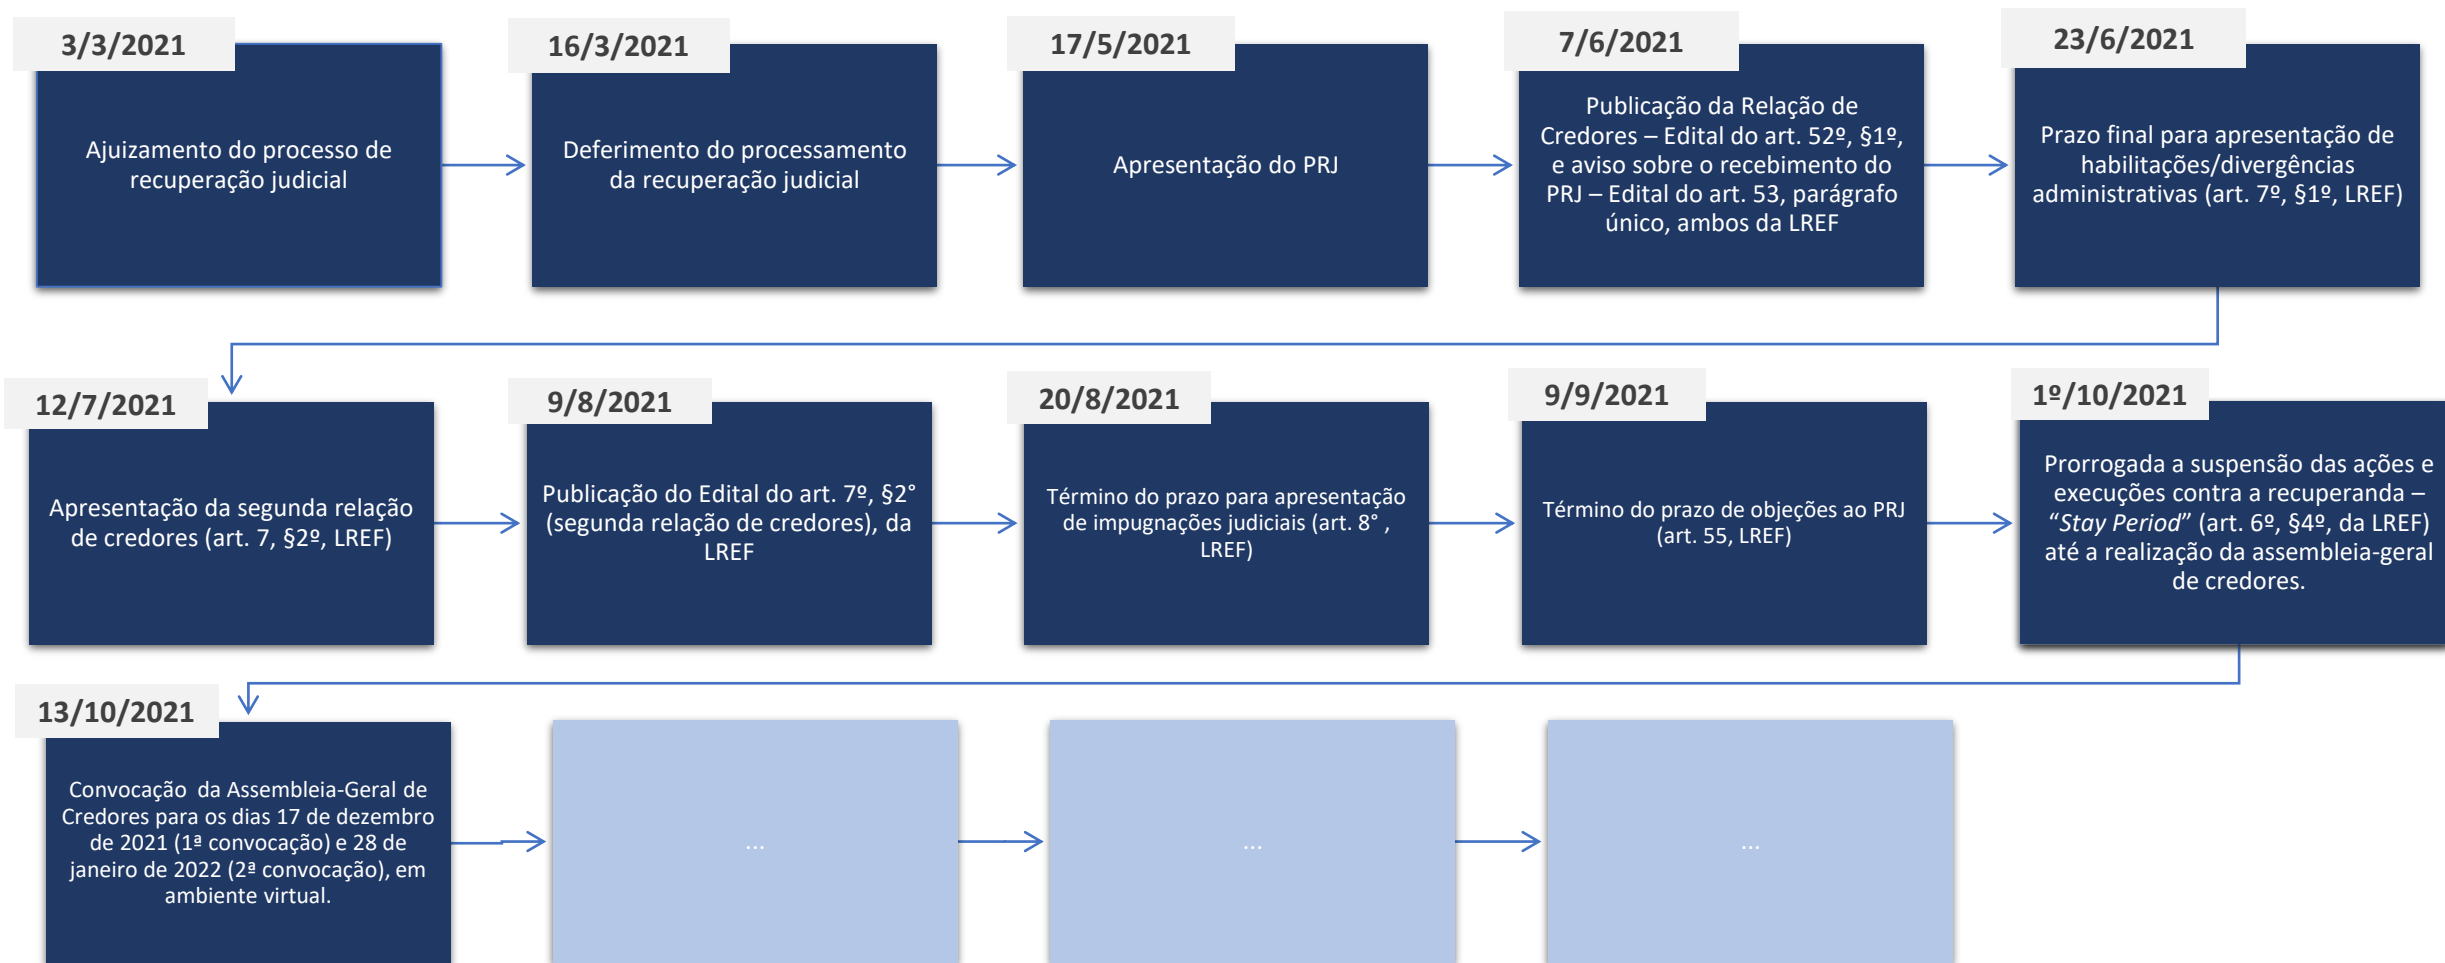 3/3/2021
Ajuizamento do processo de
recuperação judicial
16/3/2021
Deferimento do processamento
da recuperação judicial
17/5/2021
Apresentação do PRJ
7/6/2021
Publicação da Relação de
Credores – Edital do art. 52º, §1º,
e aviso sobre o recebimento do
PRJ – Edital do art. 53, parágrafo
único, ambos da LREF
23/6/2021
Prazo final para apresentação de
habilitações/divergências
administrativas (art. 7º, §1º, LREF)
12/7/2021
Apresentação da segunda relação
de credores (art. 7, §2º, LREF)
9/8/2021
Publicação do Edital do art. 7º, §2°
(segunda relação de credores), da
LREF
20/8/2021
Término do prazo para apresentação
de impugnações judiciais (art. 8° ,
LREF)
9/9/2021
Término do prazo de objeções ao PRJ
(art. 55, LREF)
1º/10/2021
Prorrogada a suspensão das ações e
execuções contra a recuperanda –
“Stay Period” (art. 6º, §4º, da LREF)
até a realização da assembleia-geral
de credores.
13/10/2021
Convocação da Assembleia-Geral de
Credores para os dias 17 de dezembro
de 2021 (1ª convocação) e 28 de
janeiro de 2022 (2ª convocação), em
ambiente virtual.
...
...
...